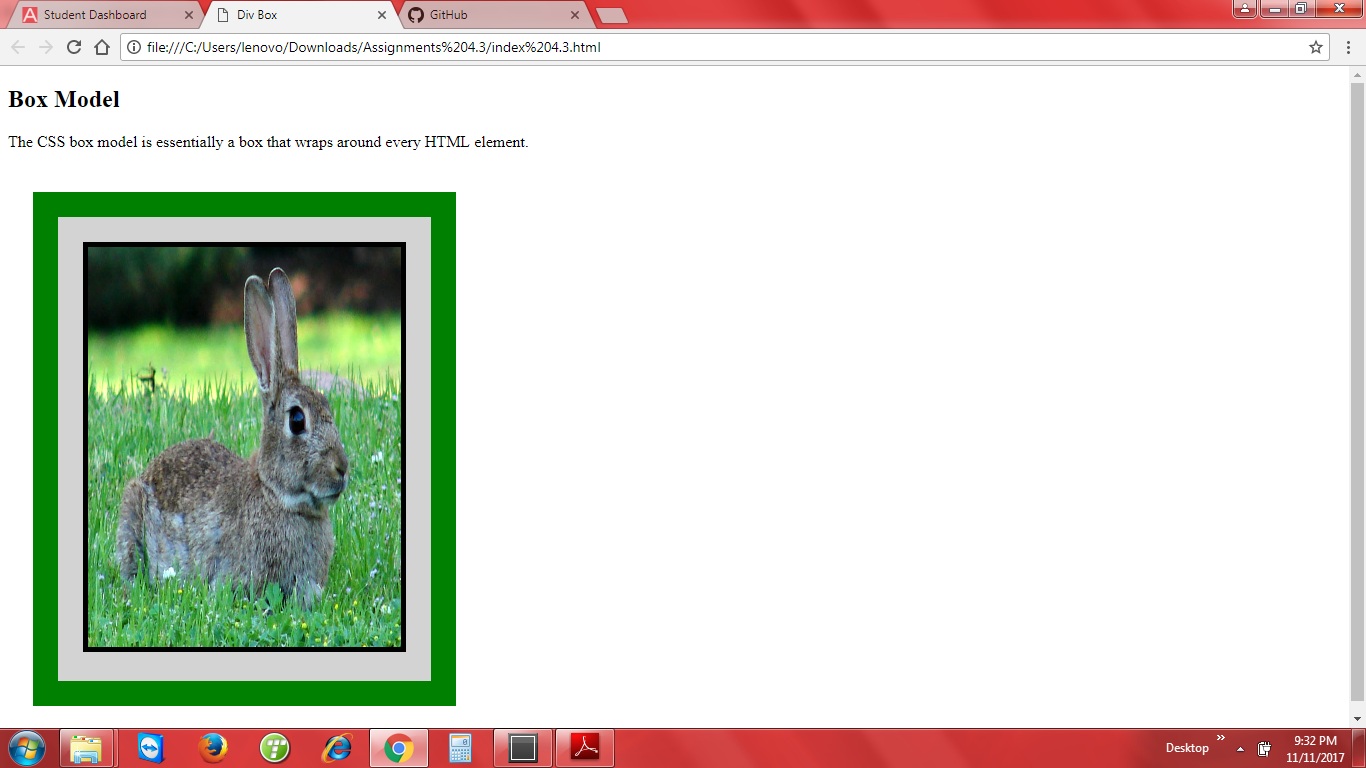 Student Dashboard
Div Box
GitHub
file:///C:/Users/lenovo/Downloads/Assignments%204.3/index%204.3.html
Box Model
The CSS box model is essentially a box that wraps around every HTML element.
Desktop
9:32 PM
11/11/2017